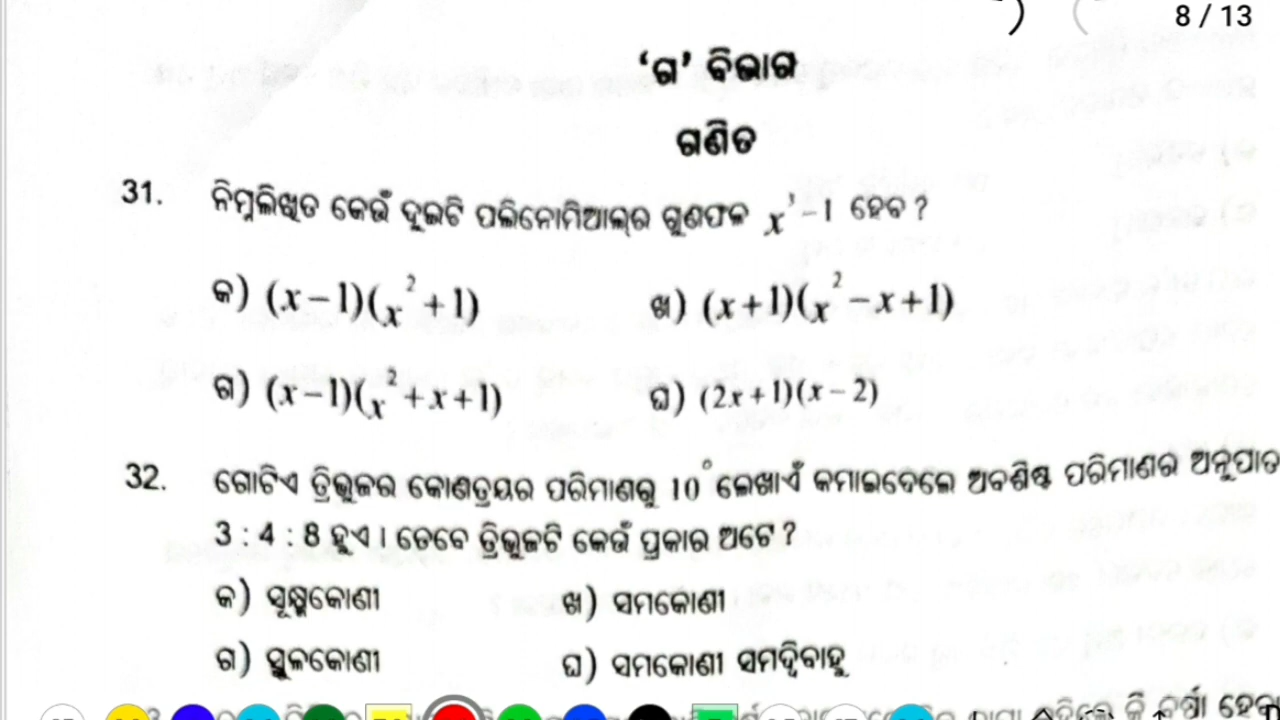 8 / 13
‘ଗ’ ବିଭାଗ
ଗଣିତ
31. ନିମ୍ନଲିଖିତ କେଉଁ ଦୁଇଟି ପଲିନୋମିଆଲ୍‌ର ଗୁଣଫଳ x³−1 ହେବ ?
କ) (x−1)(x²+1) ଖ) (x+1)(x²−x+1)
ଗ) (x−1)(x²+x+1) ଘ) (2x+1)(x−2)
32. ଗୋଟିଏ ତ୍ରିଭୁଜର କୋଣତ୍ରୟର ପରିମାଣରୁ 10° ଲେଖାଏଁ କମାଇଦେଲେ ଅବଶିଷ୍ଟ ପରିମାଣର ଅନୁପାତ
3 : 4 : 8 ହୁଏ । ତେବେ ତ୍ରିଭୁଜଟି କେଉଁ ପ୍ରକାର ଅଟେ ?
କ) ସୂକ୍ଷ୍ମକୋଣୀ ଖ) ସମକୋଣୀ
ଗ) ସ୍ଥୁଳକୋଣୀ ଘ) ସମକୋଣୀ ସମଦ୍ୱିବାହୁ